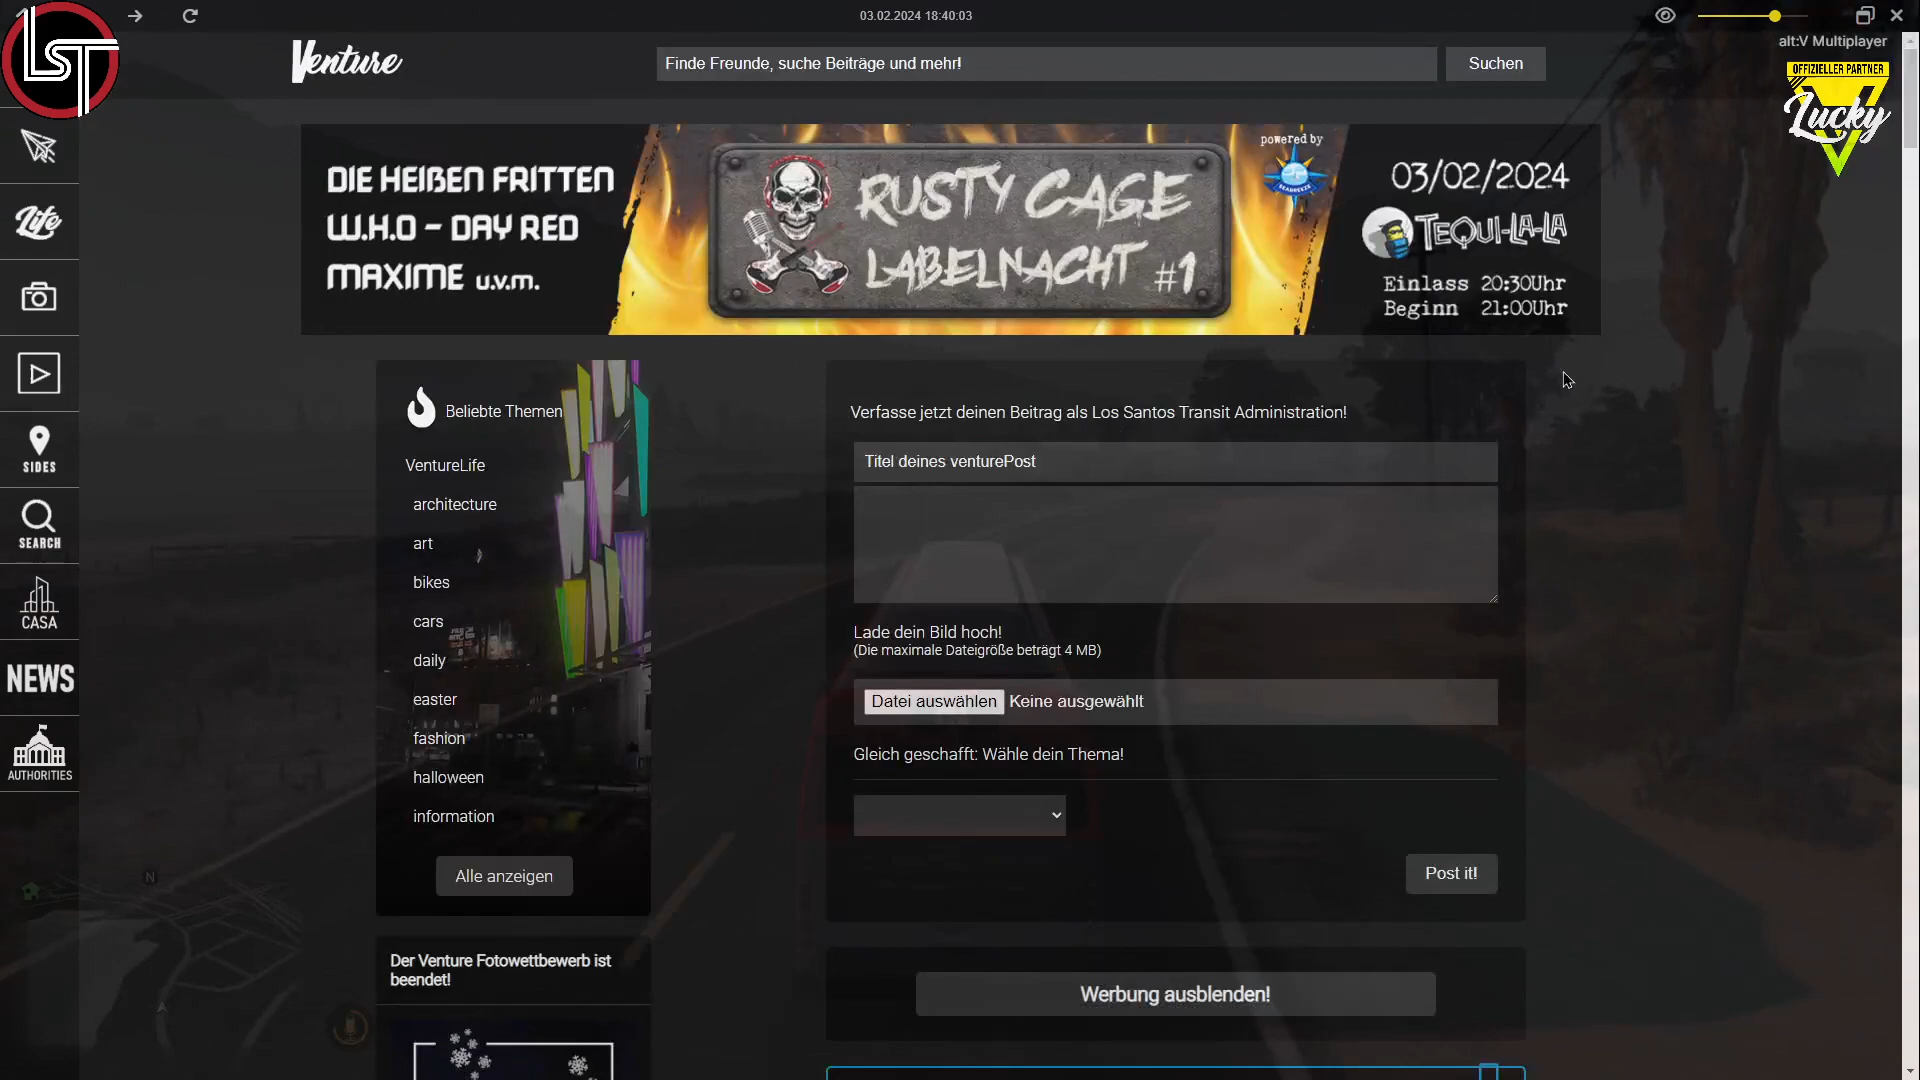 03.02.2024 18:40:03
alt:V Multiplayer
LST
Venture
Finde Freunde, suche Beiträge und mehr!
Suchen
OFFIZIELLER PARTNER
Lucky V
DIE HEIßEN FRITTEN
W.H.O - DAY RED
MAXIME u.v.m.
RUSTY CAGE
LABELNACHT #1
powered by
SEABREEZE
03/02/2024
TEQUI-LA-LA
Einlass 20:30Uhr
Beginn 21:00Uhr
Life
SIDES
SEARCH
CASA
NEWS
AUTHORITIES
Beliebte Themen
VentureLife
architecture
art
bikes
cars
daily
easter
fashion
halloween
information
Alle anzeigen
Der Venture Fotowettbewerb ist
beendet!
Verfasse jetzt deinen Beitrag als Los Santos Transit Administration!
Titel deines venturePost
Lade dein Bild hoch!
(Die maximale Dateigröße beträgt 4 MB)
Datei auswählen Keine ausgewählt
Gleich geschafft: Wähle dein Thema!
Post it!
Werbung ausblenden!
N